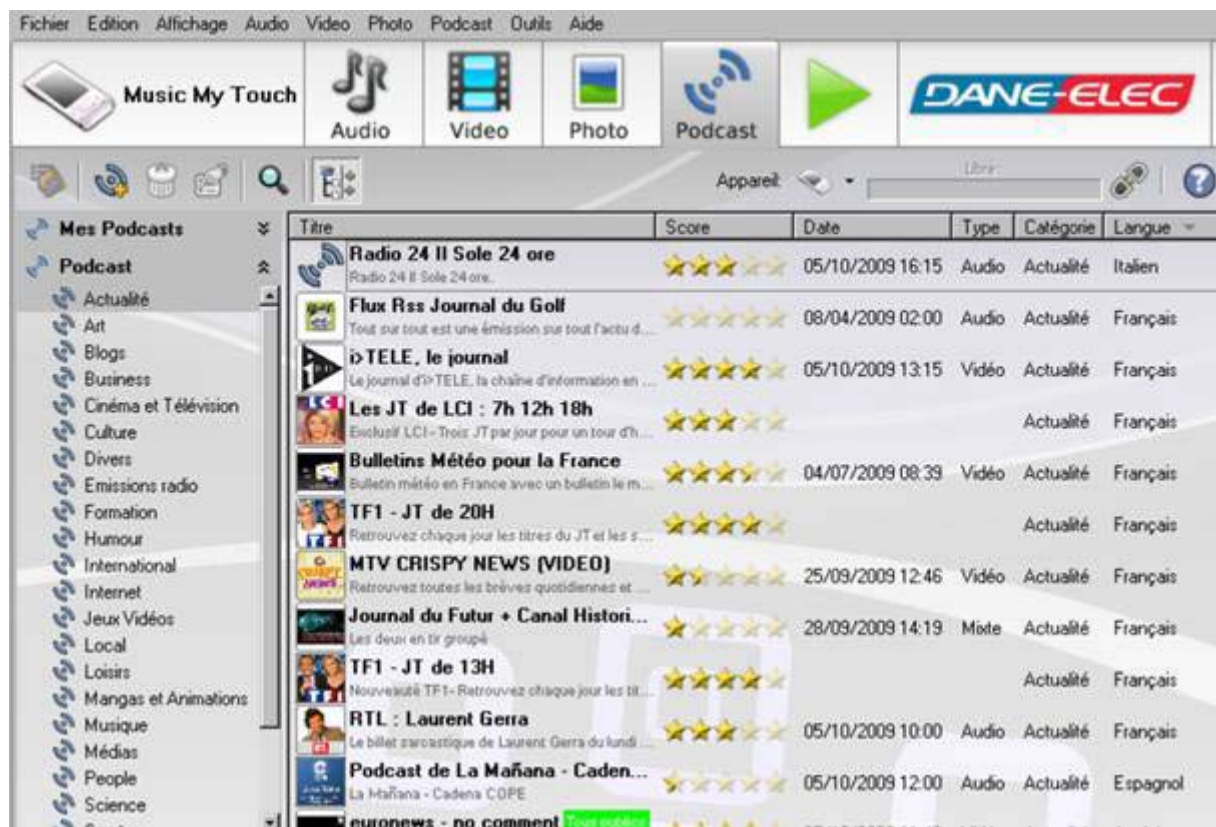 Fichier Edition Affichage Audio Video Photo Podcast Outils Aide
Music My Touch
Audio Video Photo Podcast
DANE-ELEC
Appareil: Libre:
Mes Podcasts
Podcast
Actualité
Art
Blogs
Business
Cinéma et Télévision
Culture
Divers
Emissions radio
Formation
Humour
International
Internet
Jeux Vidéos
Local
Loisirs
Mangas et Animations
Musique
Médias
People
Science
Titre Score Date Type Catégorie Langue
Radio 24 Il Sole 24 ore 05/10/2009 16:15 Audio Actualité Italien
Radio 24 Il Sole 24 ore.
Flux Rss Journal du Golf 08/04/2009 02:00 Audio Actualité Français
Tout sur tout est une émission sur tout l'actu d...
i>TELE, le journal 05/10/2009 13:15 Vidéo Actualité Français
Le journal d'i>TELE, la chaîne d'information en ...
Les JT de LCI : 7h 12h 18h Actualité Français
Exclusif LCI - Trois JT par jour pour un tour d'h...
Bulletins Météo pour la France 04/07/2009 08:39 Vidéo Actualité Français
Bulletin météo en France avec un bulletin le m...
TF1 - JT de 20H Actualité Français
Retrouvez chaque jour les titres du JT et les s...
MTV CRISPY NEWS (VIDEO) 25/09/2009 12:46 Vidéo Actualité Français
Retrouvez toutes les brèves quotidiennes et ...
Journal du Futur + Canal Histori... 28/09/2009 14:19 Mixte Actualité Français
Les deux en tir groupé
TF1 - JT de 13H Actualité Français
Nouveauté TF1- Retrouvez chaque jour les tit...
RTL : Laurent Gerra 05/10/2009 10:00 Audio Actualité Français
Le billet sarcastique de Laurent Gerra du lundi ...
Podcast de La Mañana - Caden... 05/10/2009 12:00 Audio Actualité Espagnol
La Mañana - Cadena COPE
euronews - no comment Tous publics